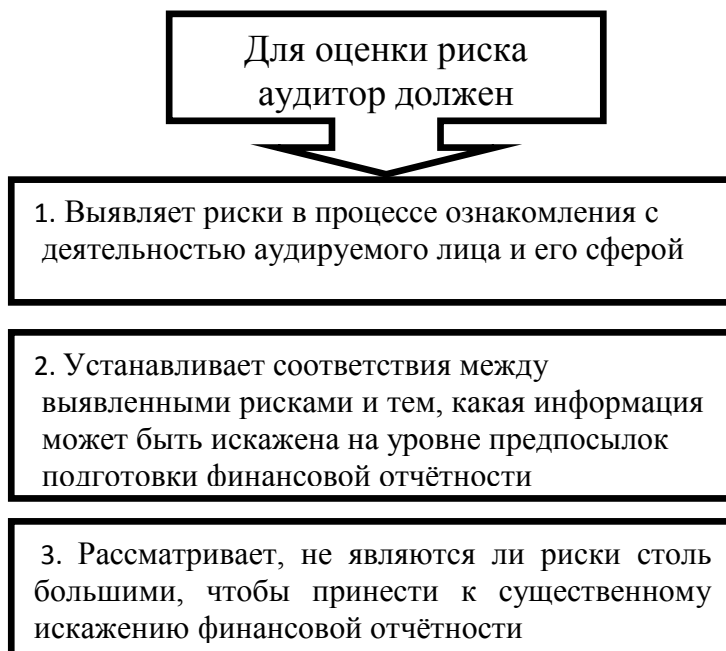 Для оценки риска
аудитор должен
1. Выявляет риски в процессе ознакомления с
деятельностью аудируемого лица и его сферой
2. Устанавливает соответствия между
выявленными рисками и тем, какая информация
может быть искажена на уровне предпосылок
подготовки финансовой отчётности
3. Рассматривает, не являются ли риски столь
большими, чтобы принести к существенному
искажению финансовой отчётности